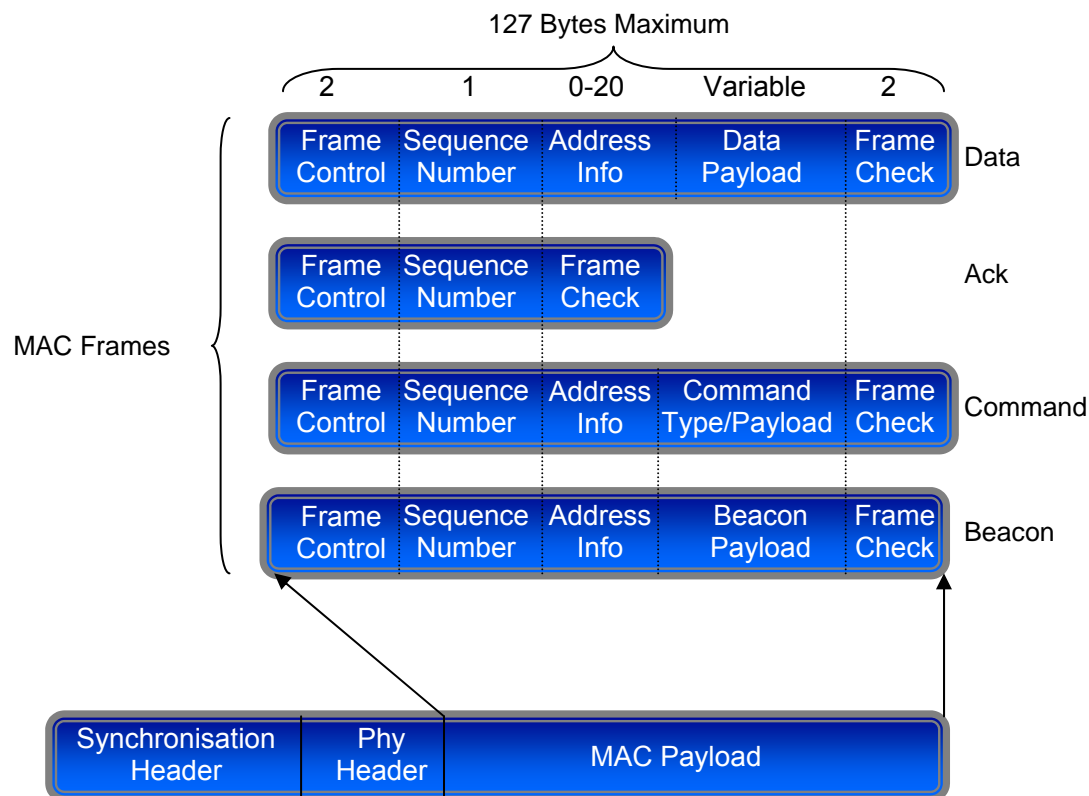 127 Bytes Maximum
2 1 0-20 Variable 2
Frame Control Sequence Number Address Info Data Payload Frame Check Data
Frame Control Sequence Number Frame Check Ack
MAC Frames
Frame Control Sequence Number Address Info Command Type/Payload Frame Check Command
Frame Control Sequence Number Address Info Beacon Payload Frame Check Beacon
Synchronisation Header Phy Header MAC Payload